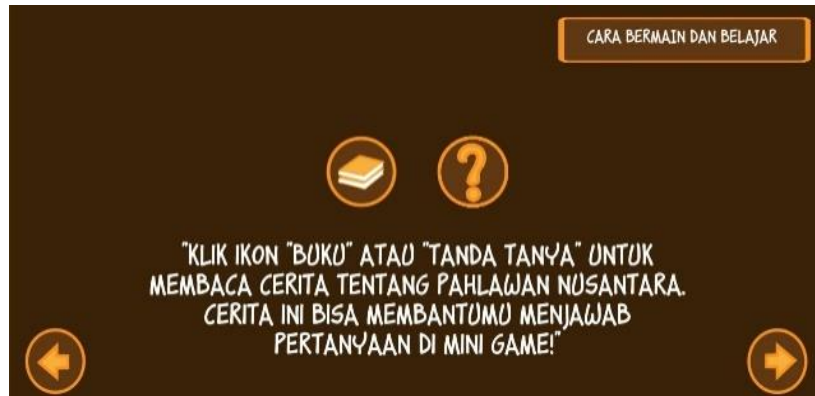 CARA BERMAIN DAN BELAJAR
?
"KLIK IKON "BUKU" ATAU "TANDA TANYA" UNTUK
MEMBACA CERITA TENTANG PAHLAWAN NUSANTARA.
CERITA INI BISA MEMBANTUMU MENJAWAB
PERTANYAAN DI MINI GAME!"